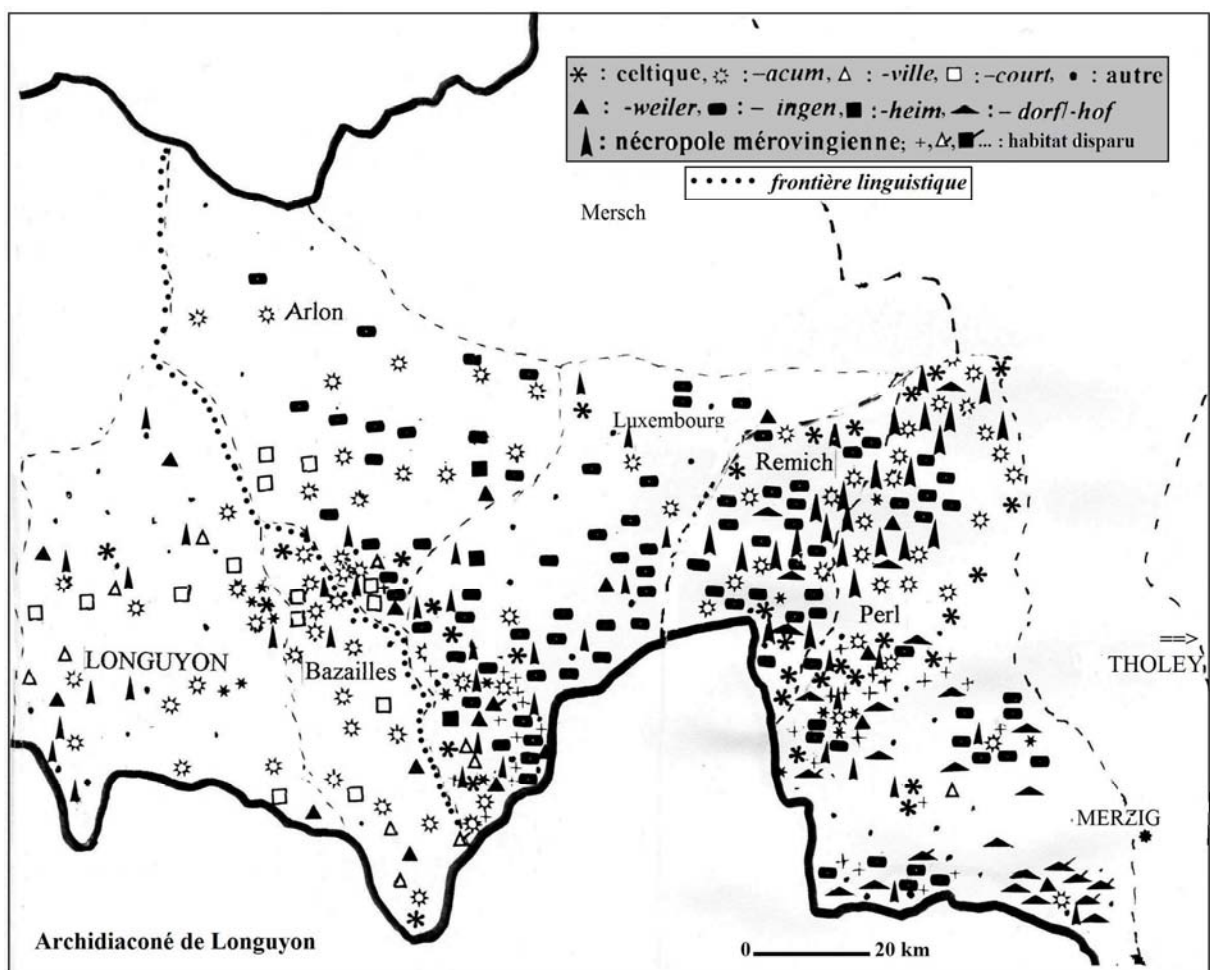 * : celtique, ☼ : –acum, △ : -ville, □ : –court, • : autre
▲ : -weiler, ▬ : – ingen, ■ : -heim, ▲ : – dorf/-hof
: nécropole mérovingienne; +, △, ■... : habitat disparu
frontière linguistique
Mersch
Arlon
Luxembourg
Remich
Perl
==>
THOLEY
LONGUYON
Bazailles
MERZIG
Archidiaconé de Longuyon
0 20 km